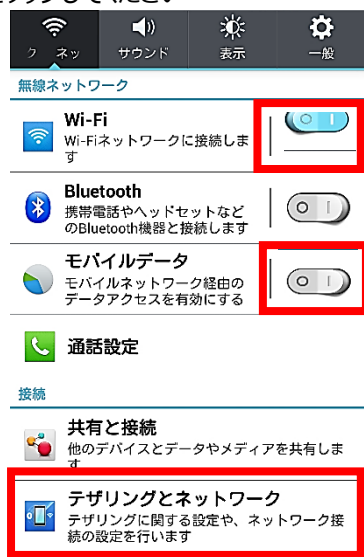 してください
ク ネッ サウンド 表示 一般
無線ネットワーク
Wi-Fi
Wi-Fiネットワークに接続しま
す
Bluetooth
携帯電話やヘッドセットなど
のBluetooth機器と接続します
モバイルデータ
モバイルネットワーク経由の
データアクセスを有効にする
通話設定
接続
共有と接続
他のデバイスとデータやメディアを共有しま
す
テザリングとネットワーク
テザリングに関する設定や、ネットワーク接
続の設定を行います